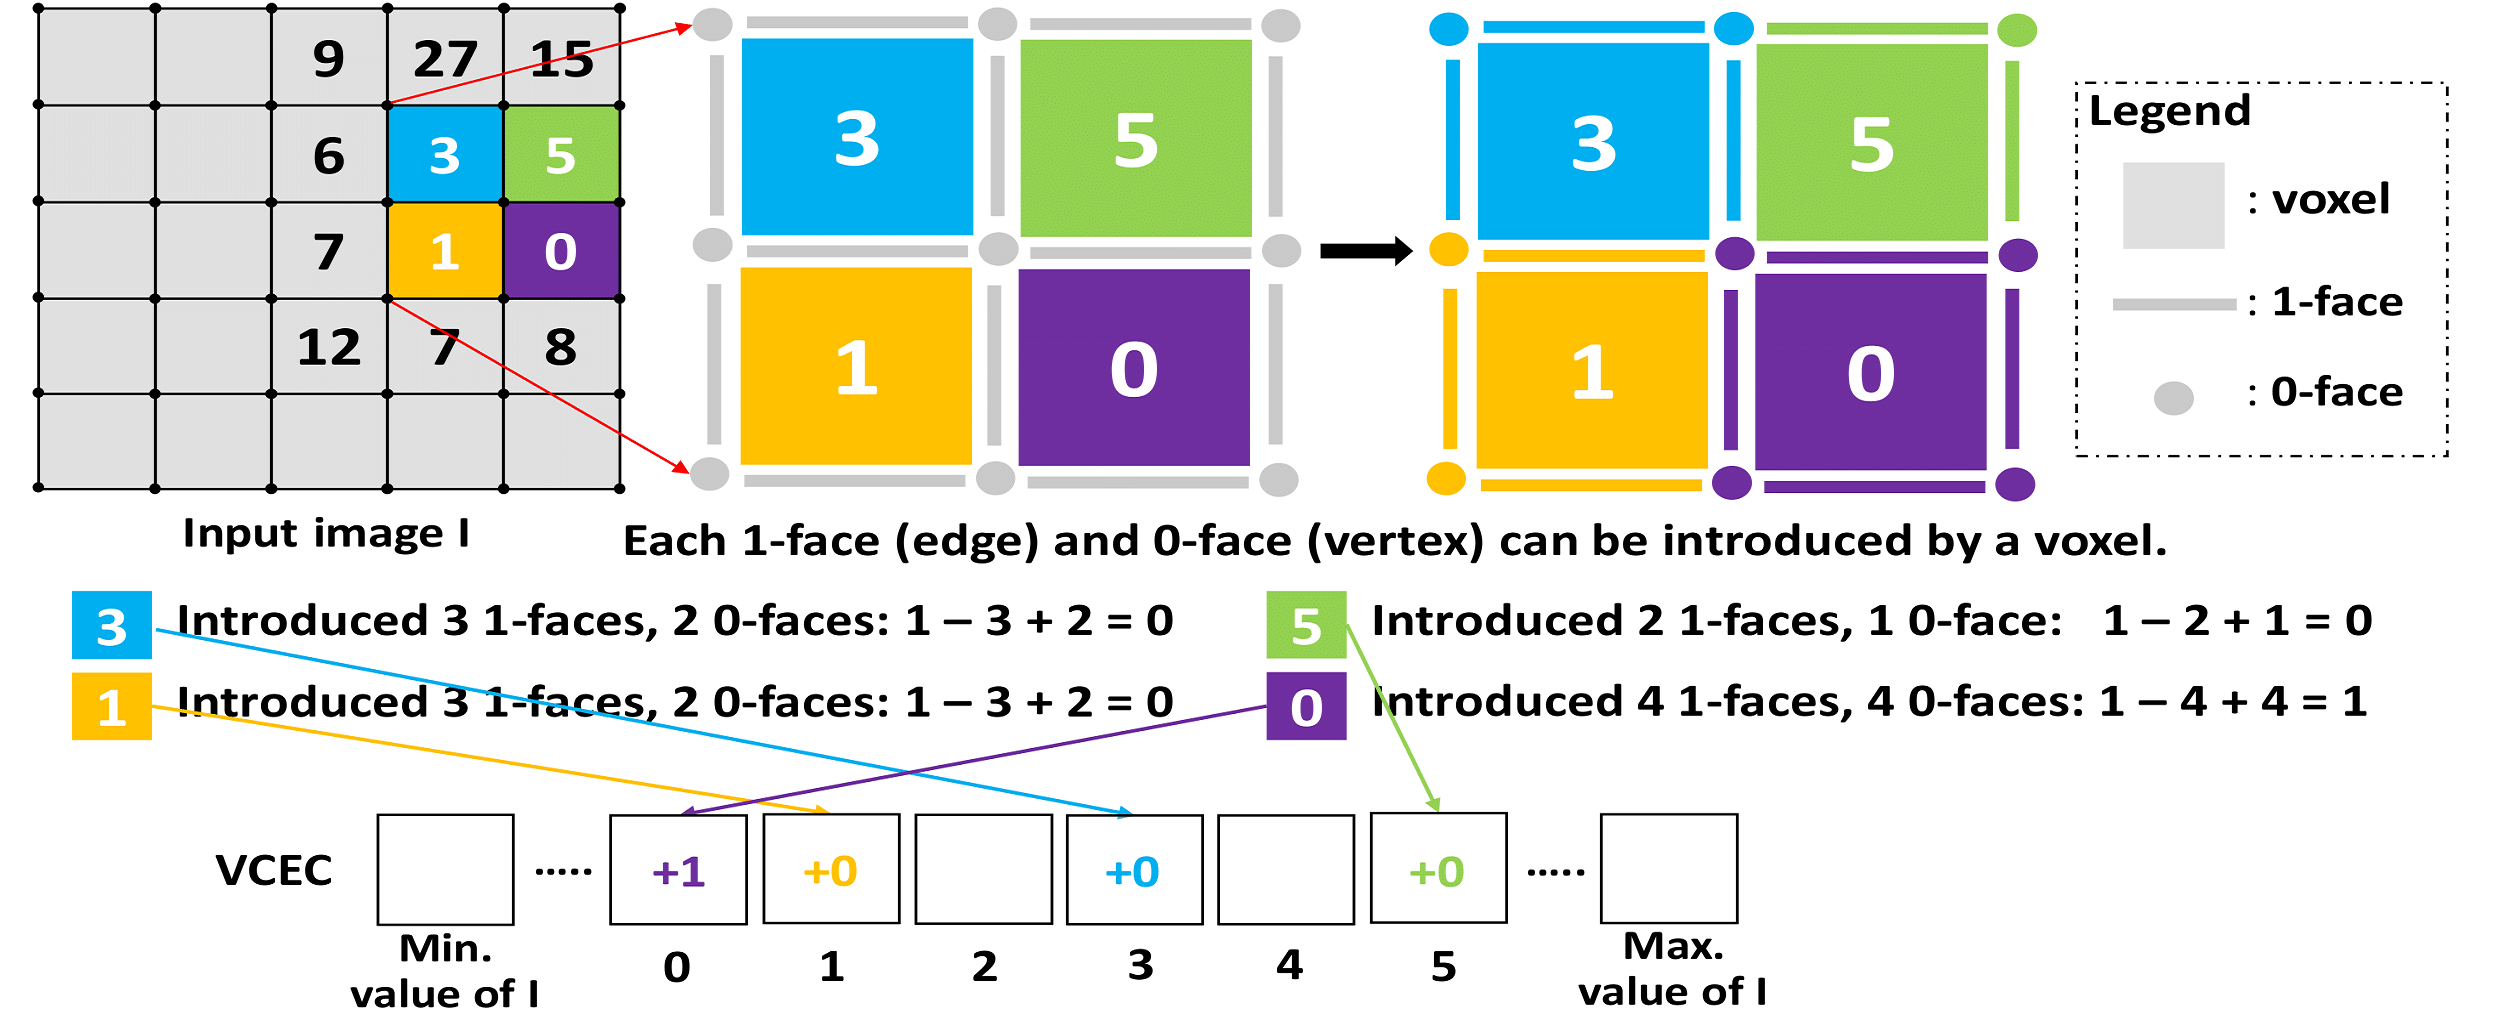 9 27 15
6 3 5
7 1 0
12 7 8
3 5
1 0
3 5
1 0
Legend
: voxel
: 1-face
: 0-face
Input image I
Each 1-face (edge) and 0-face (vertex) can be introduced by a voxel.
3 Introduced 3 1-faces, 2 0-faces: 1 – 3 + 2 = 0
5 Introduced 2 1-faces, 1 0-face: 1 – 2 + 1 = 0
1 Introduced 3 1-faces, 2 0-faces: 1 – 3 + 2 = 0
0 Introduced 4 1-faces, 4 0-faces: 1 – 4 + 4 = 1
VCEC ...... +1 +0 +0 +0 ......
Min.
value of I
0 1 2 3 4 5
Max.
value of I